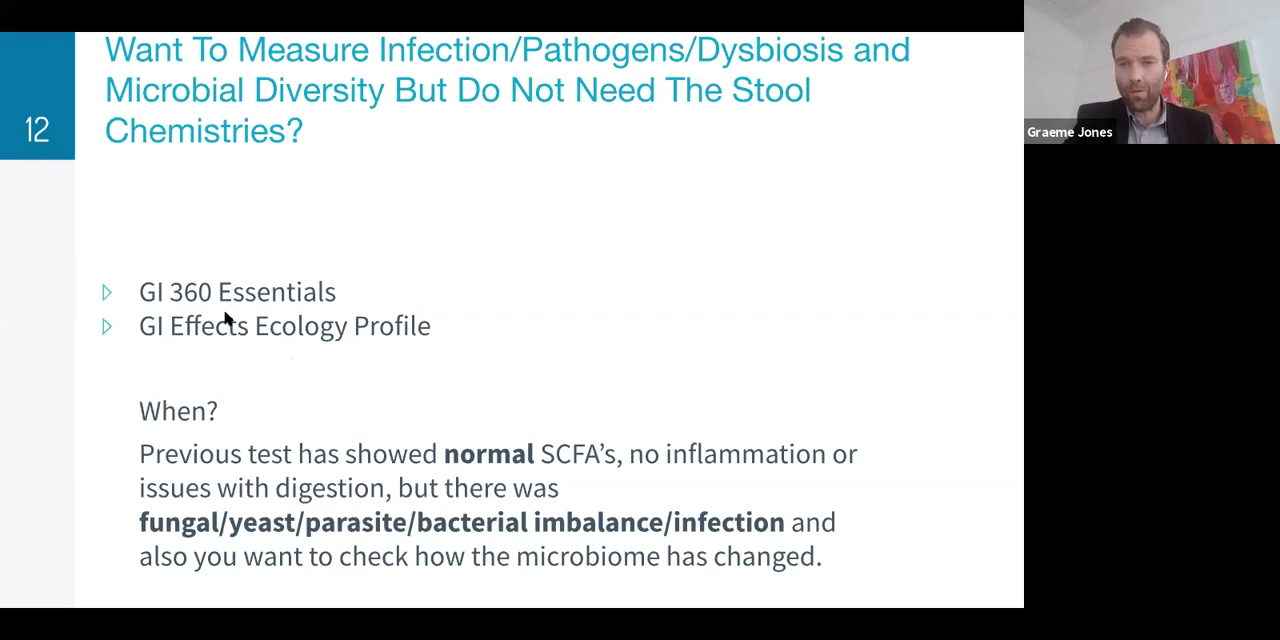 Want To Measure Infection/Pathogens/Dysbiosis and
Microbial Diversity But Do Not Need The Stool
Chemistries?
12
Graeme Jones
GI 360 Essentials
GI Effects Ecology Profile
When?
Previous test has showed normal SCFA's, no inflammation or
issues with digestion, but there was
fungal/yeast/parasite/bacterial imbalance/infection and
also you want to check how the microbiome has changed.